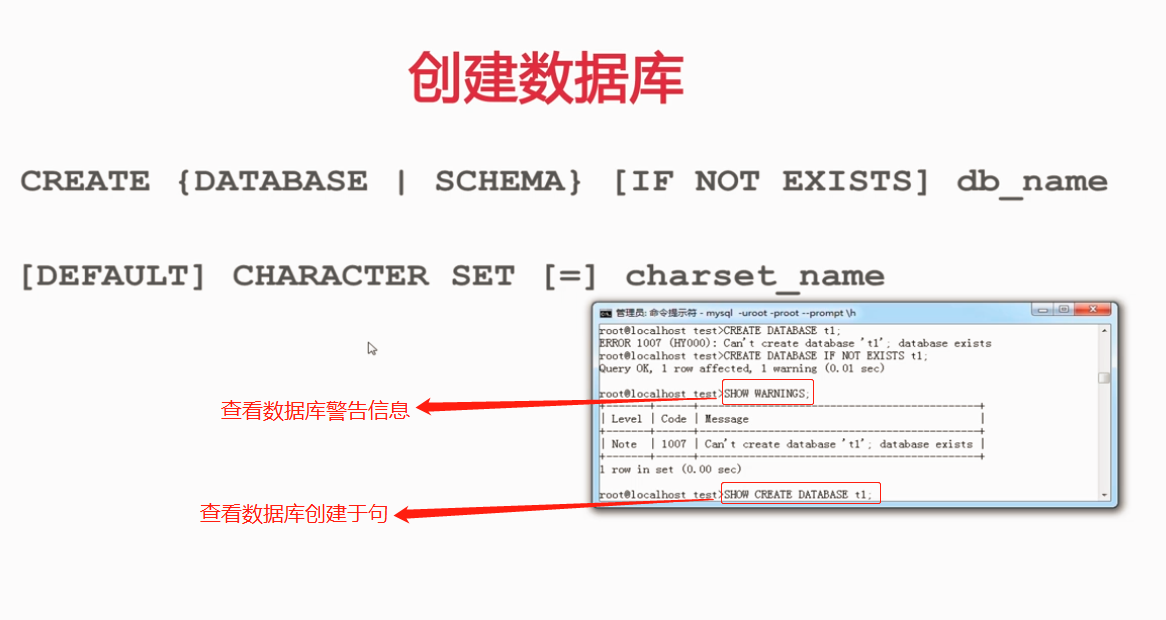 创建数据库
CREATE {DATABASE | SCHEMA} [IF NOT EXISTS] db_name
[DEFAULT] CHARACTER SET [=] charset_name
管理员: 命令提示符 - mysql -uroot -proot --prompt \h
root@localhost test>CREATE DATABASE t1;
ERROR 1007 (HY000): Can't create database 't1'; database exists
root@localhost test>CREATE DATABASE IF NOT EXISTS t1;
Query OK, 1 row affected, 1 warning (0.01 sec)
root@localhost test>SHOW WARNINGS;
查看数据库警告信息
| Level | Code | Message |
| Note | 1007 | Can't create database 't1'; database exists |
1 row in set (0.00 sec)
root@localhost test>SHOW CREATE DATABASE t1;
查看数据库创建于句